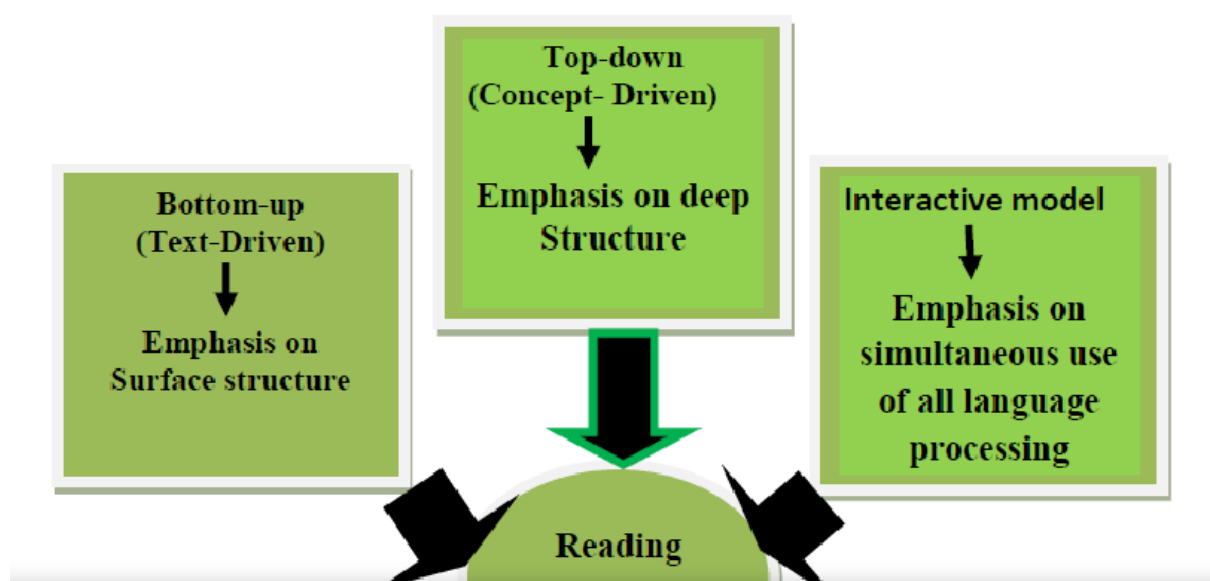 Top-down
(Concept- Driven)
Emphasis on deep
Structure
Bottom-up
(Text-Driven)
Emphasis on
Surface structure
Interactive model
Emphasis on
simultaneous use
of all language
processing
Reading